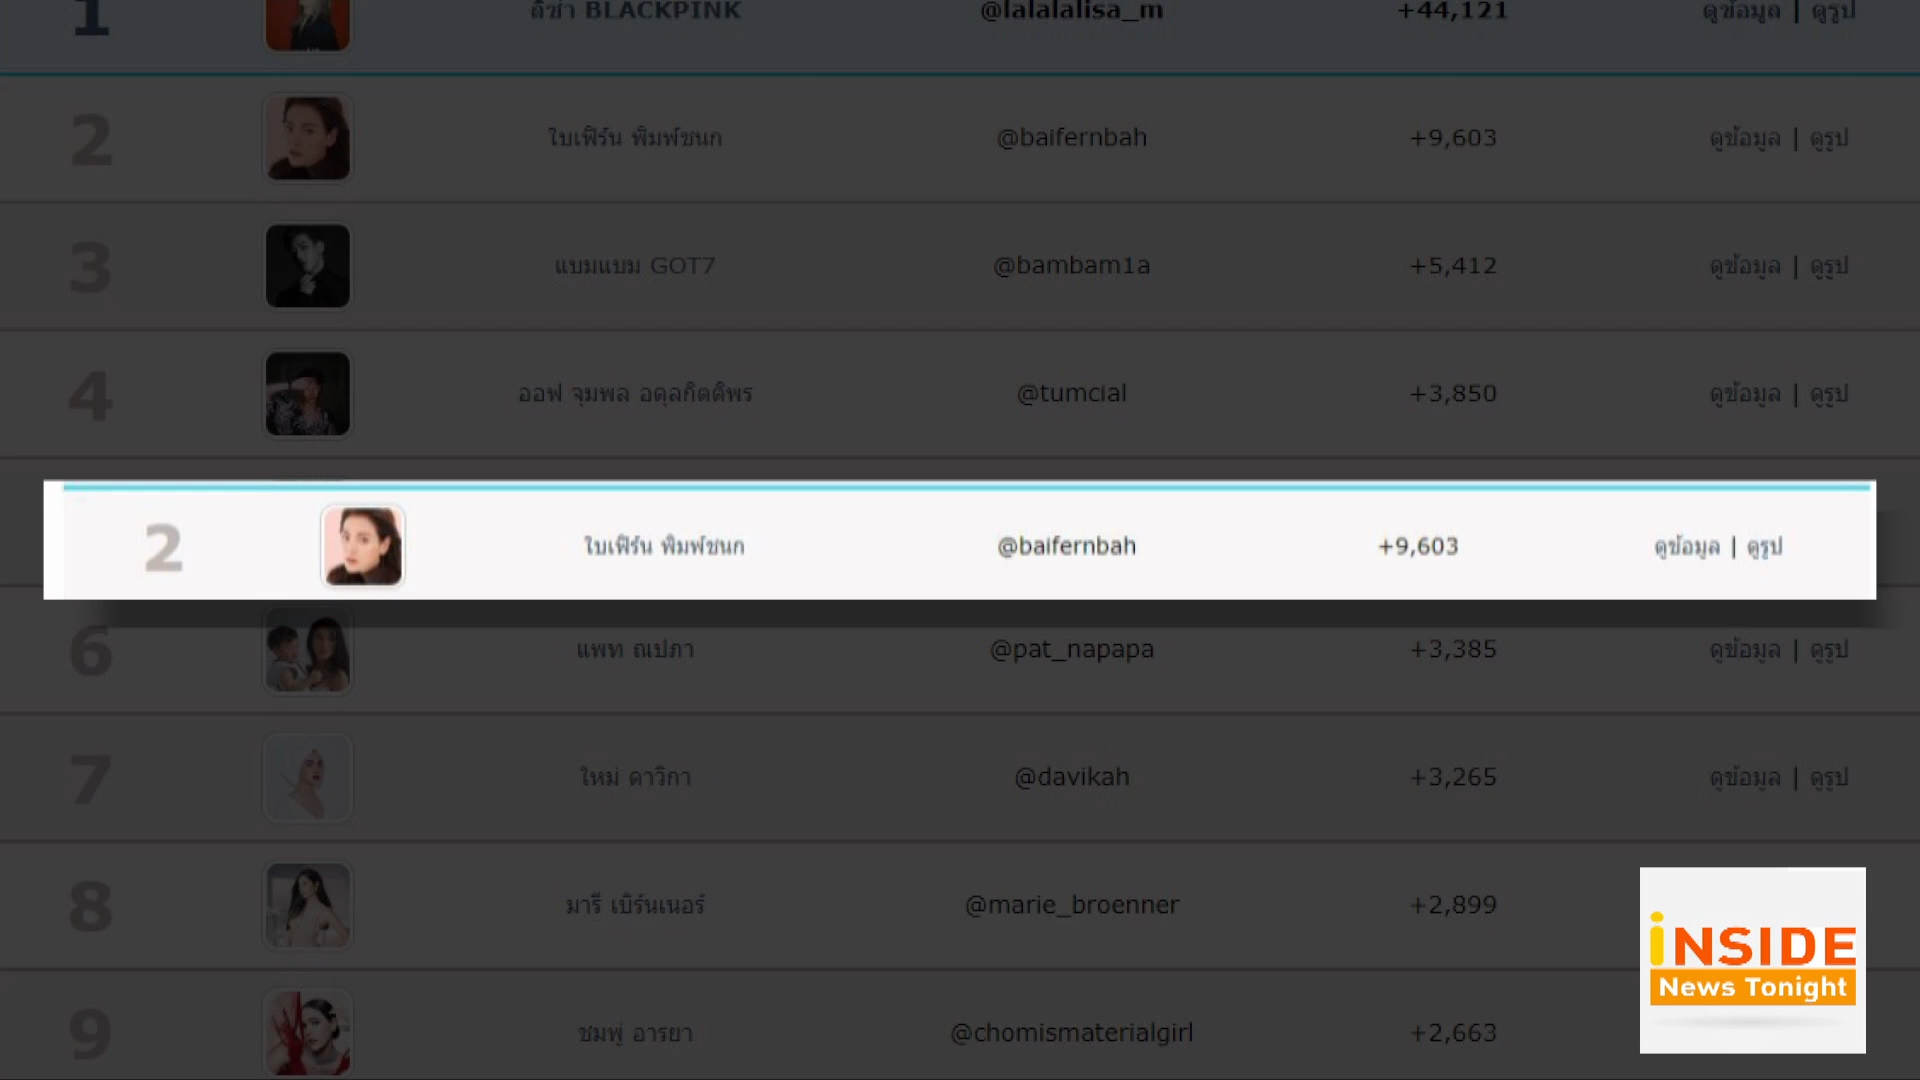 1 ลิซ่า BLACKPINK @lalalalisa_m +44,121 ดูข้อมูล | ดูรูป
2 ใบเฟิร์น พิมพ์ชนก @baifernbah +9,603 ดูข้อมูล | ดูรูป
3 แบมแบม GOT7 @bambam1a +5,412 ดูข้อมูล | ดูรูป
4 ออฟ จุมพล อดุลกิตติพร @tumcial +3,850 ดูข้อมูล | ดูรูป
2 ใบเฟิร์น พิมพ์ชนก @baifernbah +9,603 ดูข้อมูล | ดูรูป
6 แพท ณปภา @pat_napapa +3,385 ดูข้อมูล | ดูรูป
7 ใหม่ ดาวิกา @davikah +3,265 ดูข้อมูล | ดูรูป
8 มารี เบิร์นเนอร์ @marie_broenner +2,899
9 ชมพู่ อารยา @chomismaterialgirl +2,663
iNSIDE
News Tonight